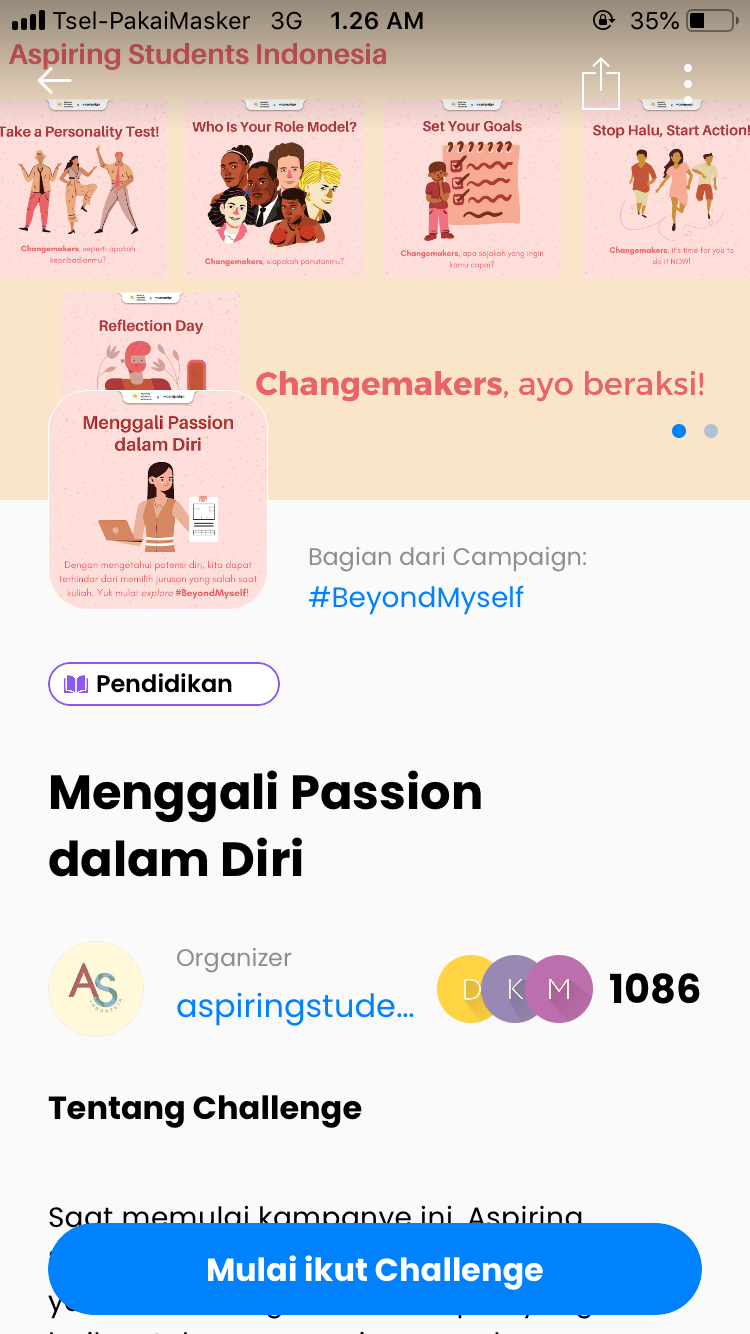 Tsel-PakaiMasker 3G 1.26 AM 35%
Aspiring Students Indonesia
Take a Personality Test!
Changemakers, seperti apakah
kepribadianmu?
Who Is Your Role Model?
Changemakers, siapakah panutanmu?
Set Your Goals
Changemakers, apa sajakah yang ingin
kamu capai?
Stop Halu, Start Action!
Changemakers, it's time for you to
do it NOW!
Reflection Day
Changemakers, ayo beraksi!
Menggali Passion
dalam Diri
Dengan mengetahui potensi diri, kita dapat
terhindar dari memilih jurusan yang salah saat
kuliah. Yuk mulai explore #BeyondMyself!
Bagian dari Campaign:
#BeyondMyself
Pendidikan
Menggali Passion
dalam Diri
AS
INDONESIA
Organizer
aspiringstude...
D K M 1086
Tentang Challenge
Saat memulai kampanye ini, Aspiring
Mulai ikut Challenge